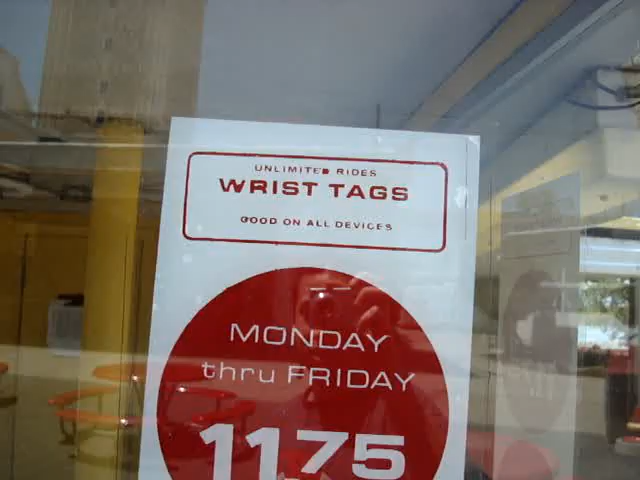 UNLIMITED RIDES
WRIST TAGS
GOOD ON ALL DEVICES
MONDAY
thru FRIDAY
1175